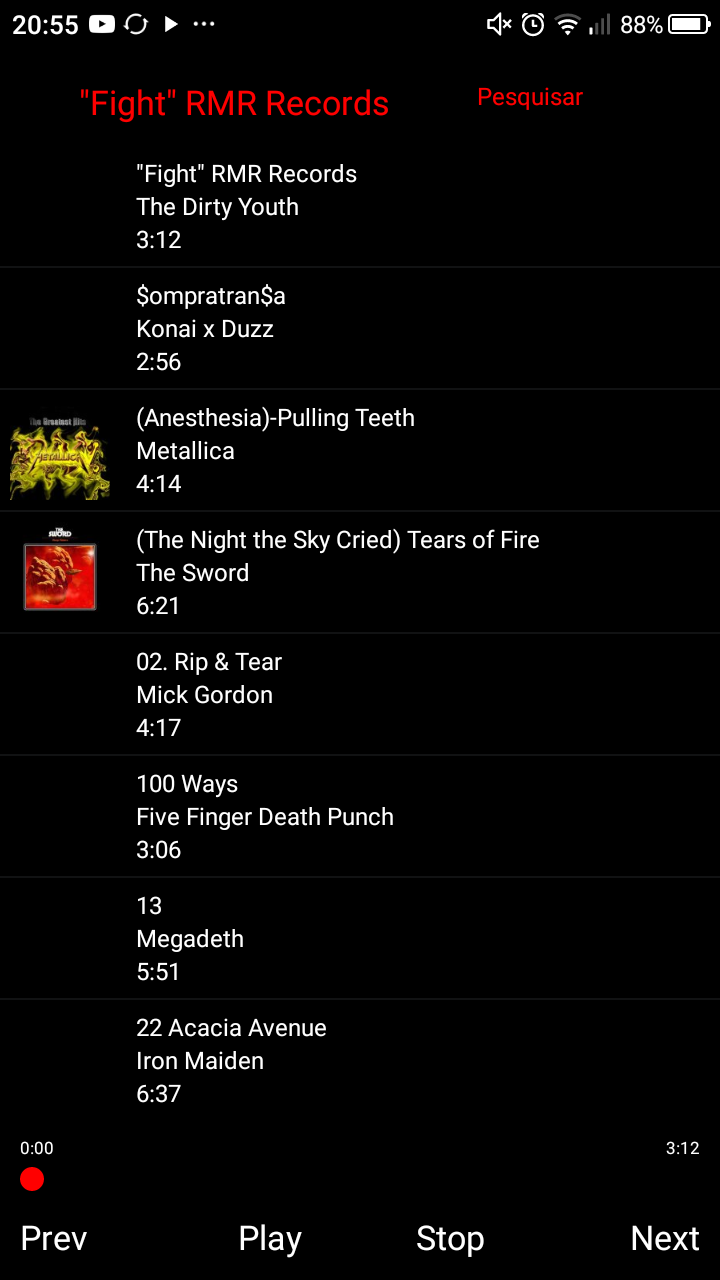 20:55
88%
"Fight" RMR Records
Pesquisar
"Fight" RMR Records
The Dirty Youth
3:12
$ompratran$a
Konai x Duzz
2:56
The Greatest Hits
METALLICA
(Anesthesia)-Pulling Teeth
Metallica
4:14
THE
SWORD
(The Night the Sky Cried) Tears of Fire
The Sword
6:21
02. Rip & Tear
Mick Gordon
4:17
100 Ways
Five Finger Death Punch
3:06
13
Megadeth
5:51
22 Acacia Avenue
Iron Maiden
6:37
0:00
3:12
Prev
Play
Stop
Next